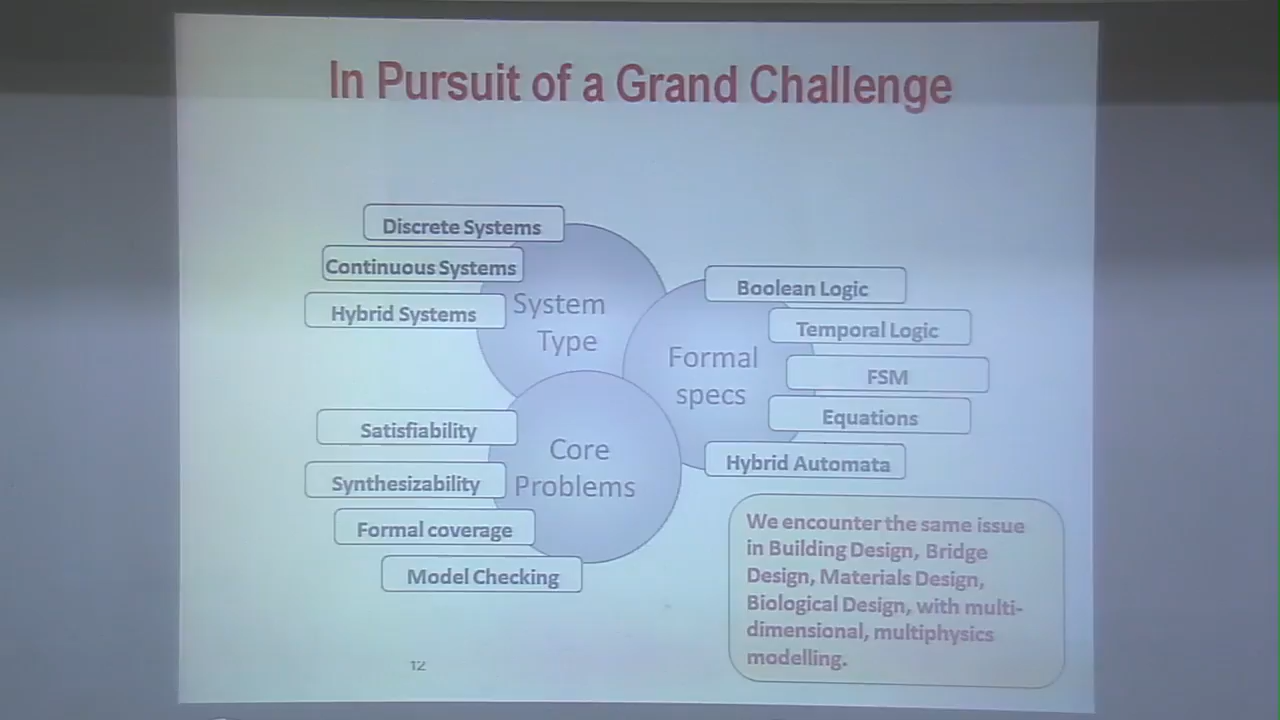 In Pursuit of a Grand Challenge
Discrete Systems
Continuous Systems
Hybrid Systems
System
Type
Boolean Logic
Temporal Logic
FSM
Equations
Hybrid Automata
Formal
specs
Satisfiability
Synthesizability
Formal coverage
Model Checking
Core
Problems
We encounter the same issue
in Building Design, Bridge
Design, Materials Design,
Biological Design, with multi-
dimensional, multiphysics
modelling.
12